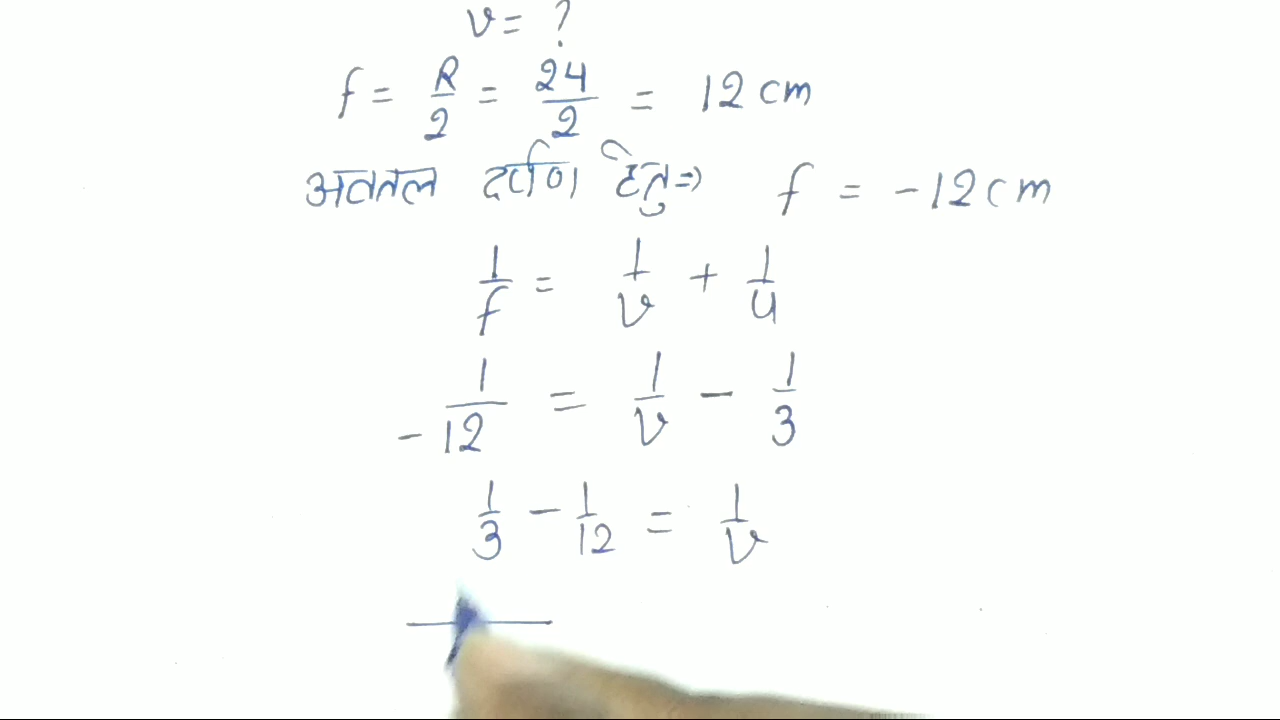 v = ?
f = R/2 = 24/2 = 12 cm
अवतल दर्पण हेतु ⇒ f = -12 cm
1/f = 1/v + 1/u
1/-12 = 1/v - 1/3
1/3 - 1/12 = 1/v